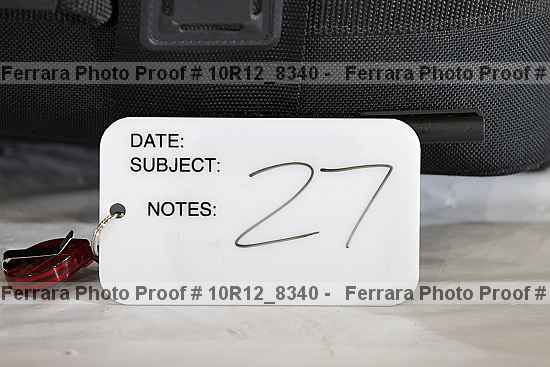 Ferrara Photo Proof # 10R12_8340 - Ferrara Photo Proof #
DATE:
SUBJECT:
27
NOTES:
Ferrara Photo Proof # 10R12_8340 - Ferrara Photo Proof #